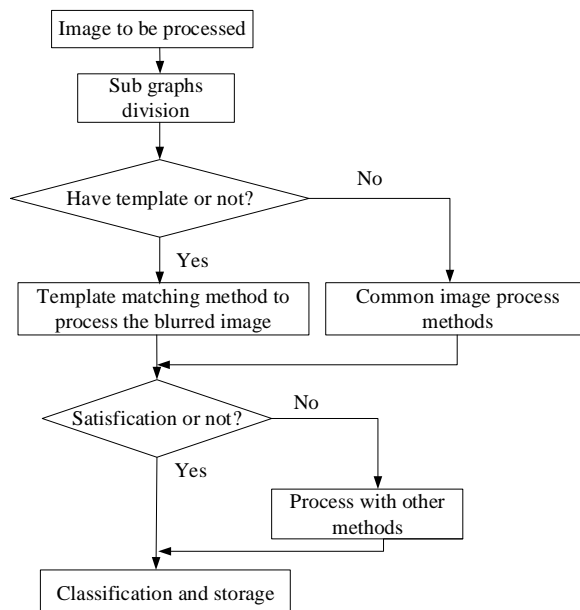 Image to be processed
Sub graphs
division
Have template or not?
No
Yes
Template matching method to
process the blurred image
Common image process
methods
Satisfication or not?
No
Yes
Process with other
methods
Classification and storage